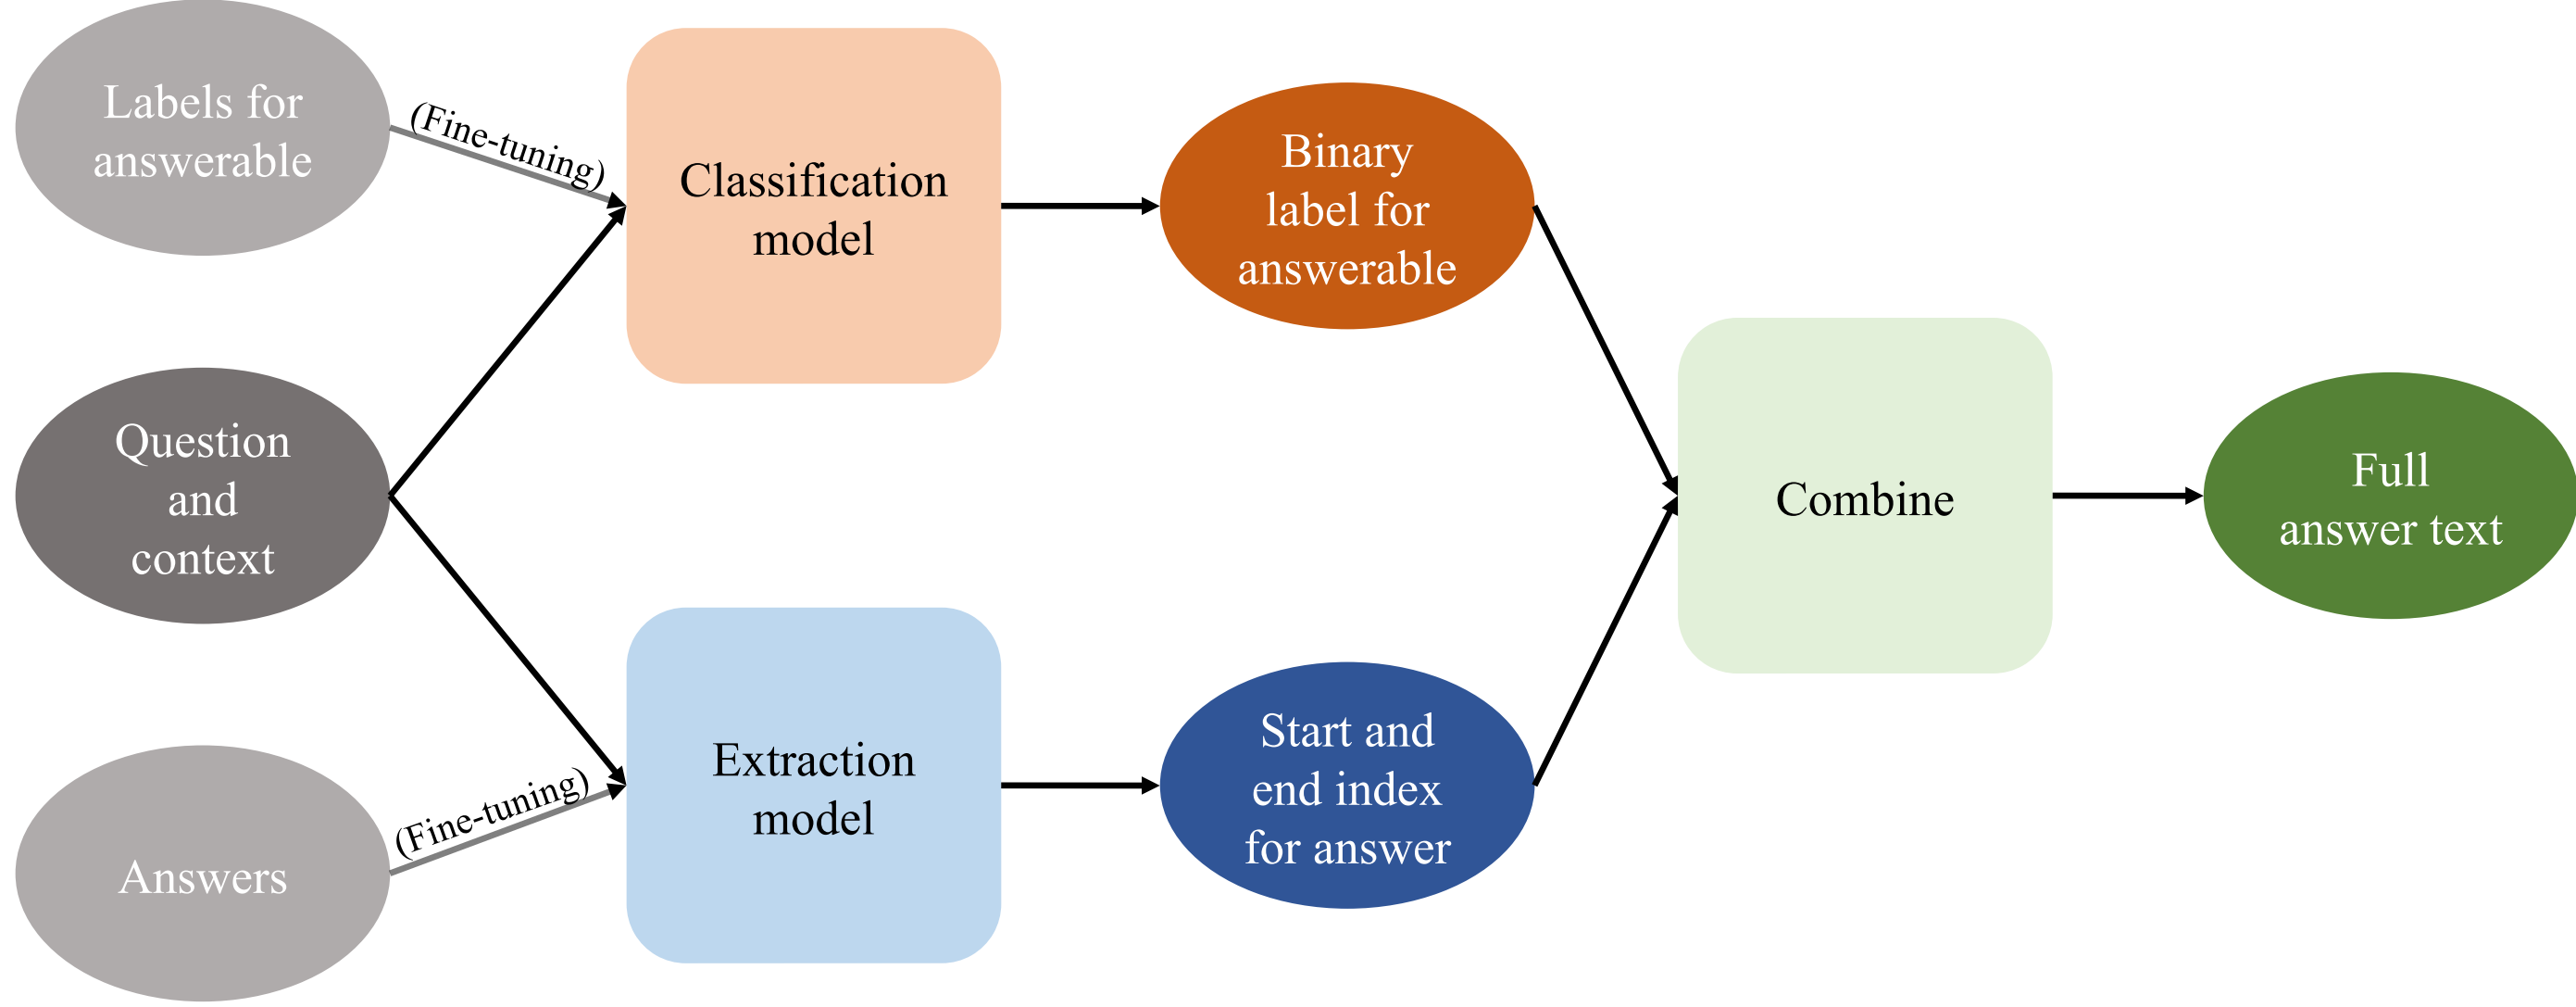 Labels for
answerable
(Fine-tuning)
Classification
model
Binary
label for
answerable
Question
and
context
Combine
Full
answer text
Answers
(Fine-tuning)
Extraction
model
Start and
end index
for answer